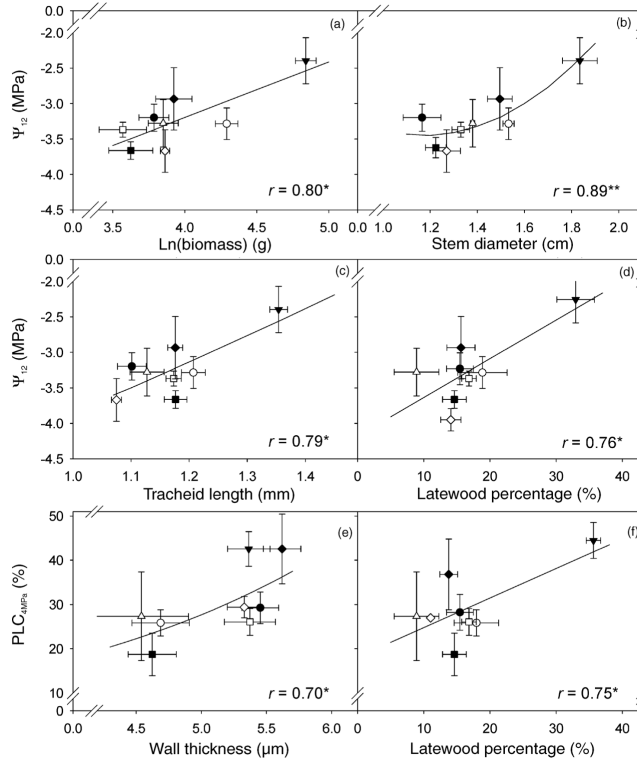 0.0
-2.0
-2.5
-3.0
-3.5
-4.0
-4.5
Ψ12 (MPa)
(a)
r = 0.80*
0.0 3.5 4.0 4.5 5.0
Ln(biomass) (g)
(b)
r = 0.89**
0.0 1.2 1.4 1.6 1.8 2.0
Stem diameter (cm)
0.0
-2.0
-2.5
-3.0
-3.5
-4.0
-4.5
Ψ12 (MPa)
(c)
r = 0.79*
1.0 1.1 1.2 1.3 1.4
Tracheid length (mm)
(d)
r = 0.76*
0 10 20 30 40
Latewood percentage (%)
50
40
30
20
10
0
PLC4MPa (%)
(e)
r = 0.70*
0.0 4.5 5.0 5.5 6.0
Wall thickness (µm)
(f)
r = 0.75*
0 10 20 30 40
Latewood percentage (%)